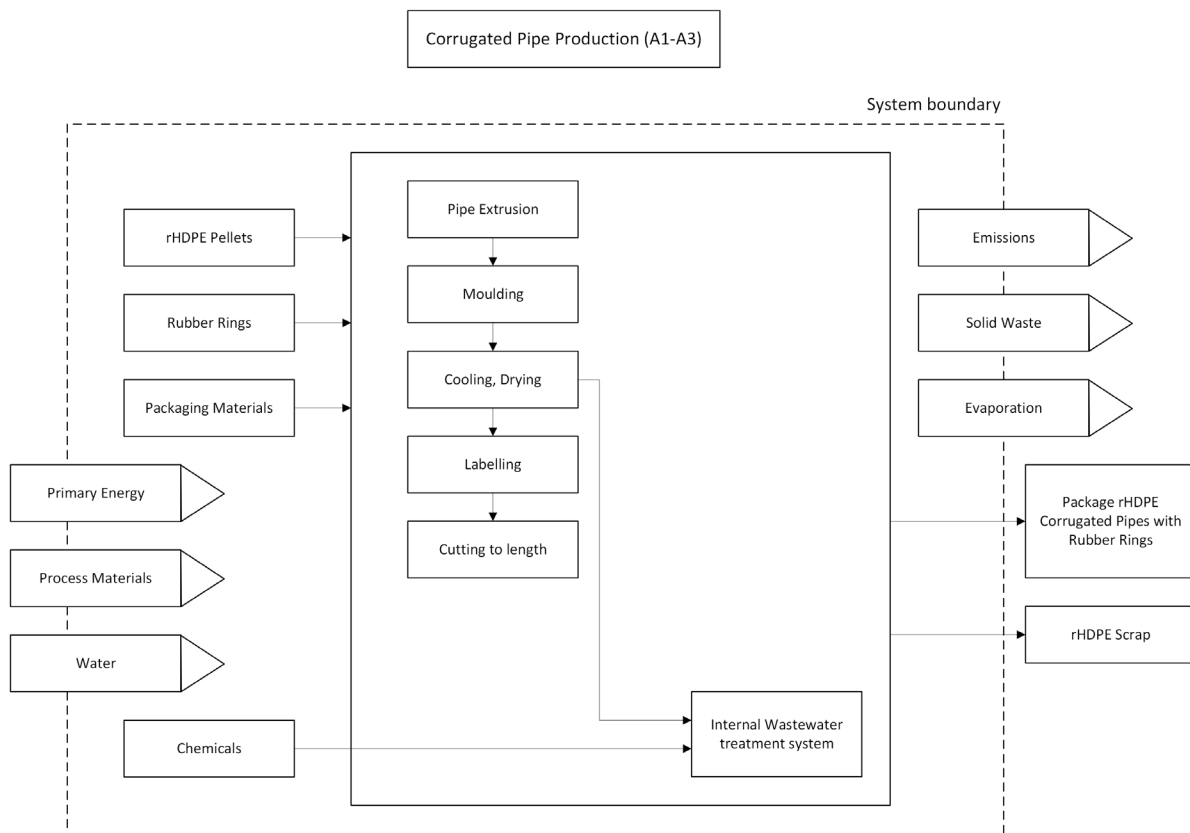 Corrugated Pipe Production (A1-A3)
System boundary
Pipe Extrusion
rHDPE Pellets
Emissions
Moulding
Rubber Rings
Solid Waste
Cooling, Drying
Packaging Materials
Evaporation
Labelling
Primary Energy
Package rHDPE
Corrugated Pipes with
Rubber Rings
Cutting to length
Process Materials
rHDPE Scrap
Water
Internal Wastewater
treatment system
Chemicals